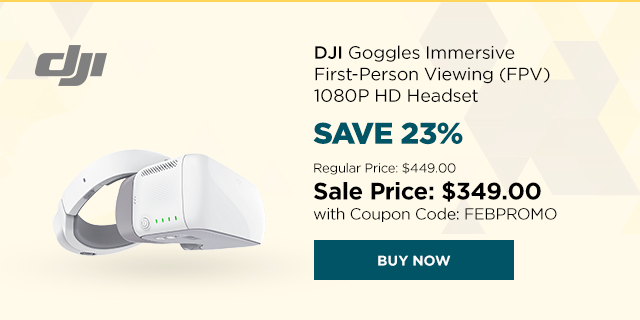 dji
DJI Goggles Immersive
First-Person Viewing (FPV)
1080P HD Headset
SAVE 23%
Regular Price: $449.00
Sale Price: $349.00
with Coupon Code: FEBPROMO
BUY NOW